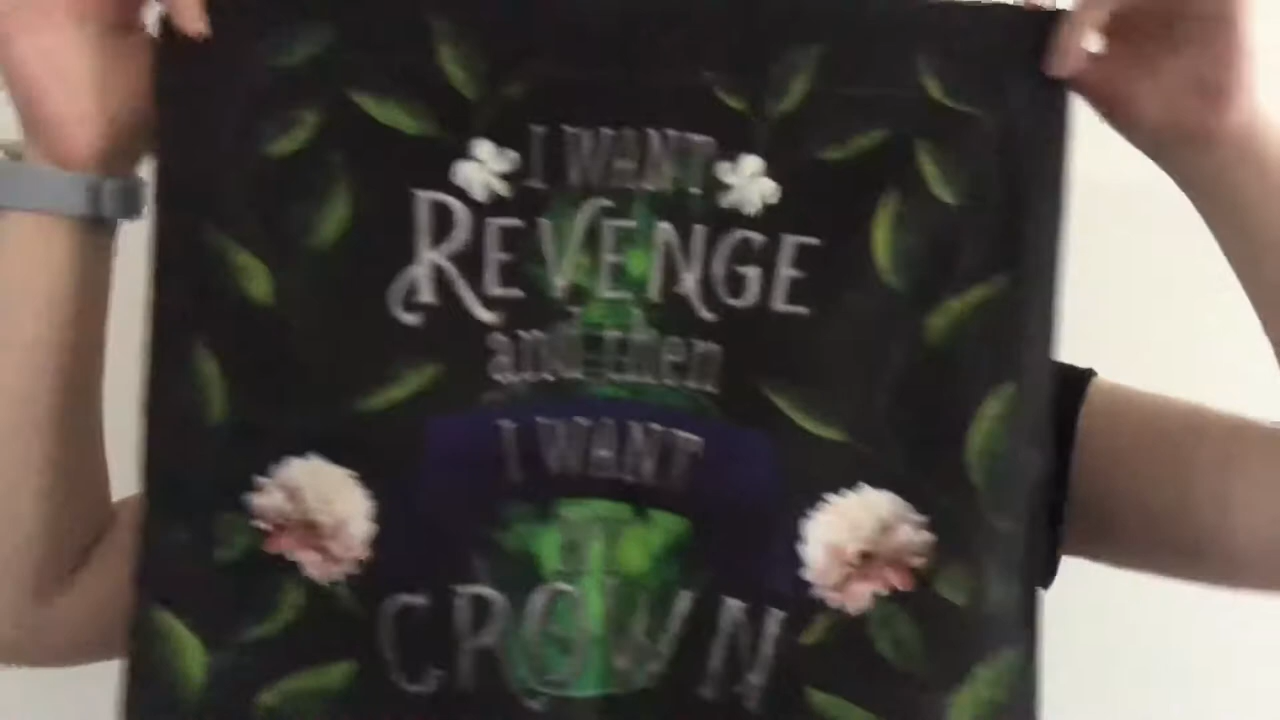 I WANT
REVENGE
and then
I WANT
a
CROWN